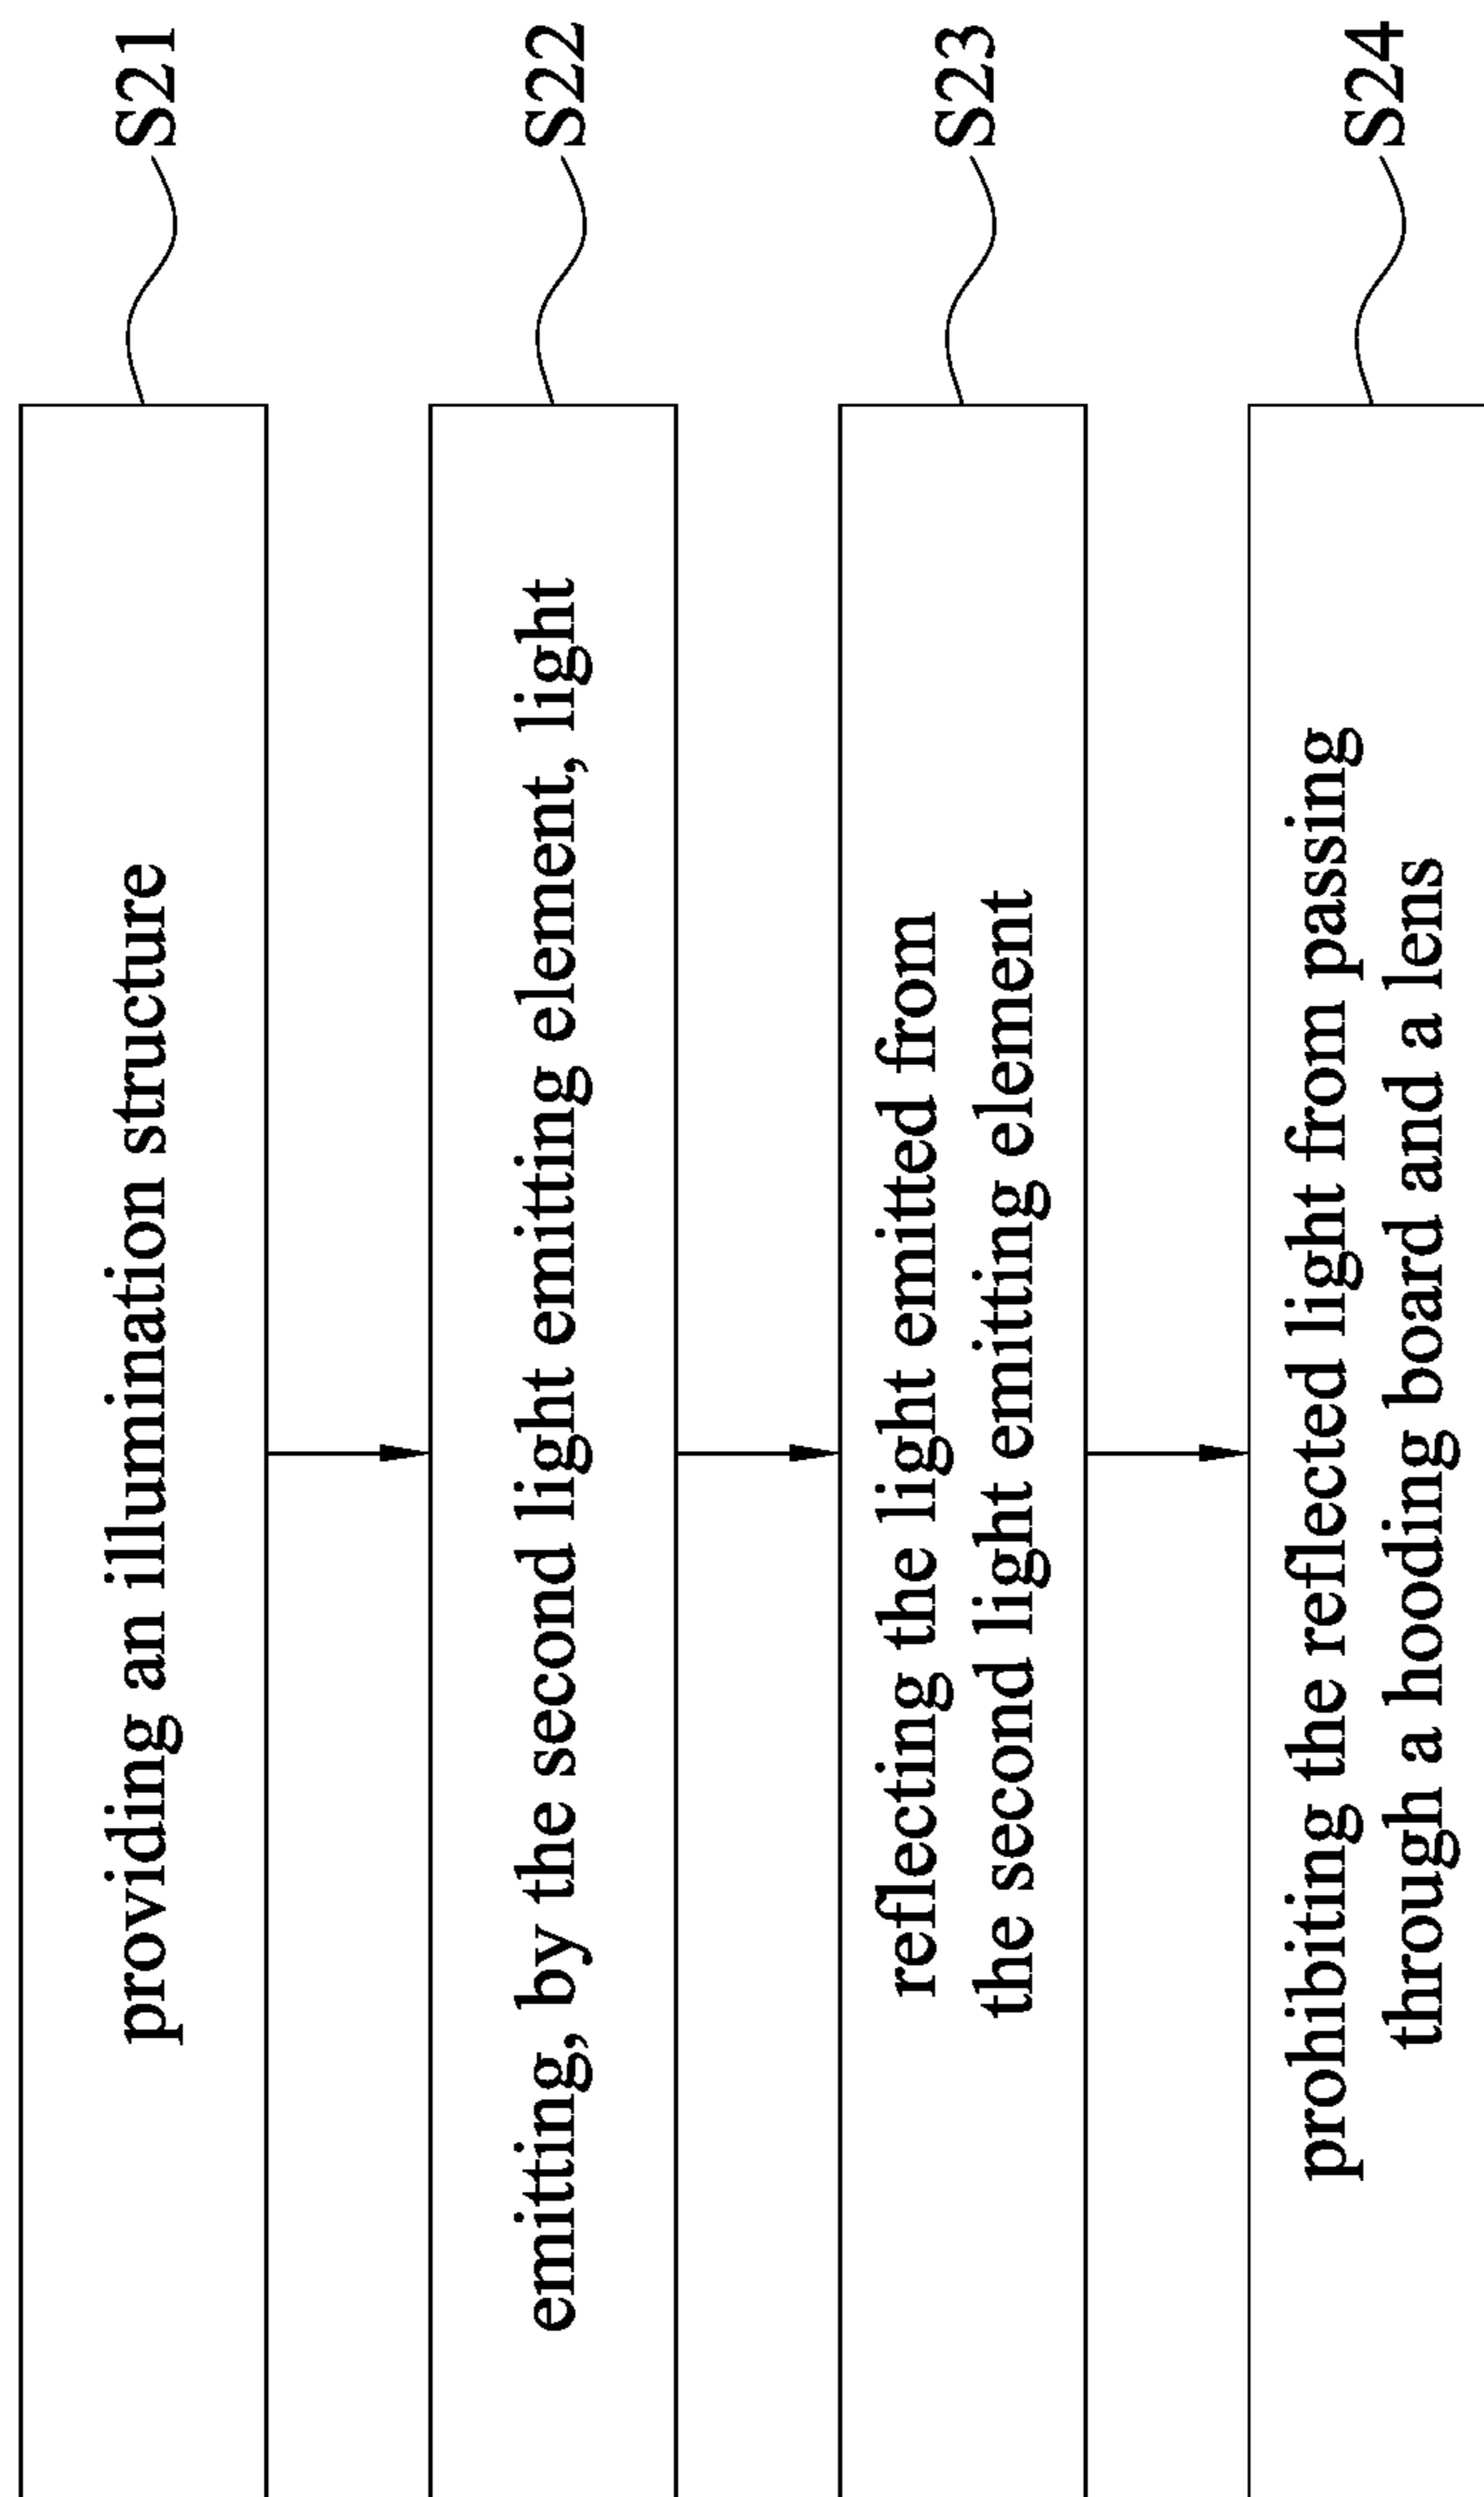 providing an illumination structure
S21
emitting, by the second light emitting element, light
S22
reflecting the light emitted from
the second light emitting element
S23
prohibiting the reflected light from passing
through a hooding board and a lens
S24